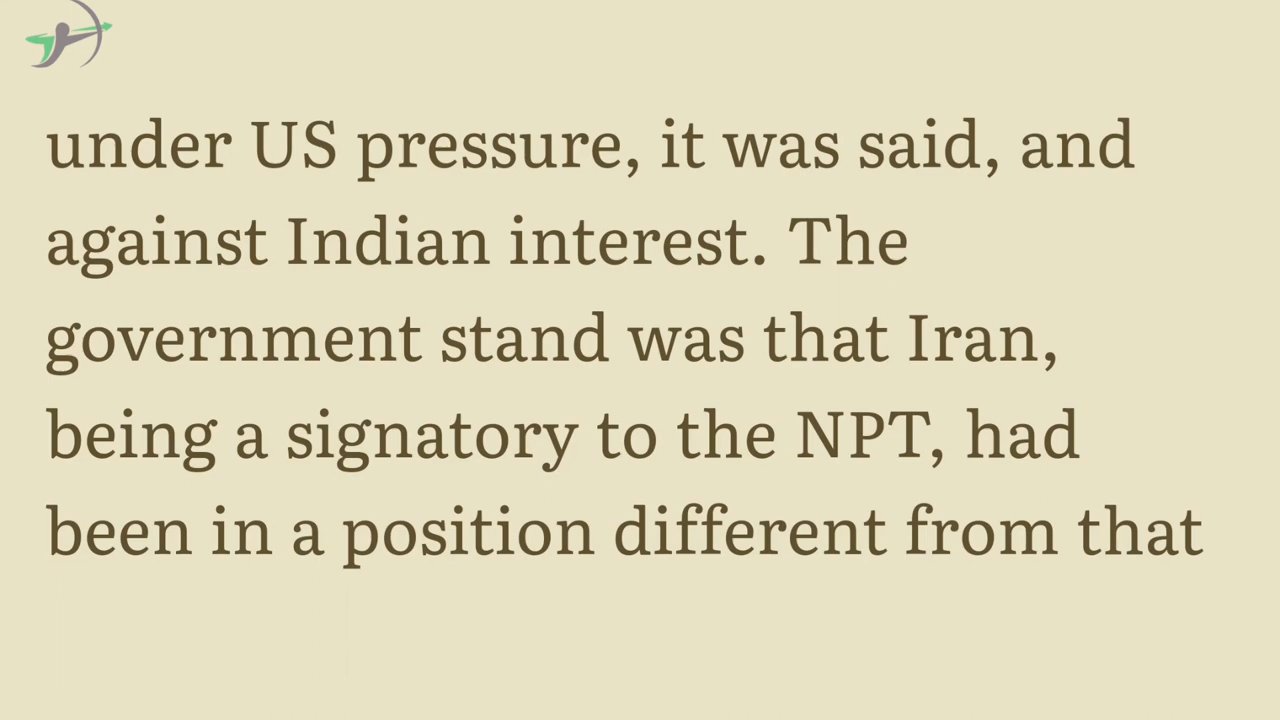 under US pressure, it was said, and
against Indian interest. The
government stand was that Iran,
being a signatory to the NPT, had
been in a position different from that